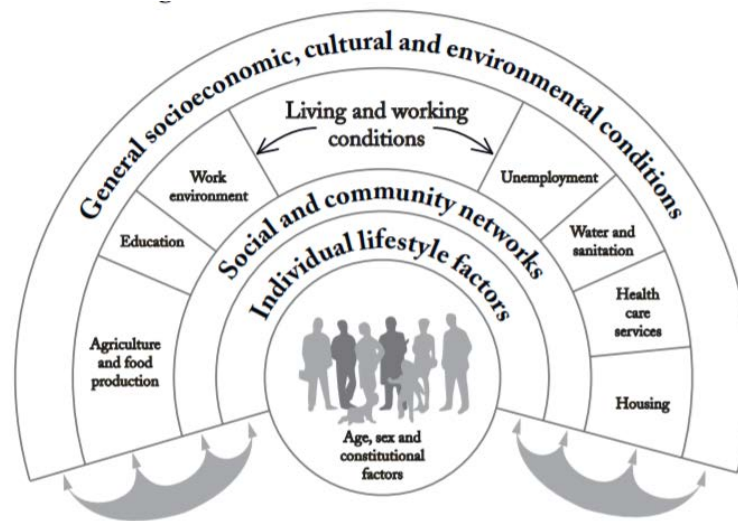 General socioeconomic, cultural and environmental conditions
Living and working
conditions
Work
environment
Unemployment
Education
Water and
sanitation
Agriculture
and food
production
Health
care
services
Housing
Social and community networks
Individual lifestyle factors
Age, sex and
constitutional
factors